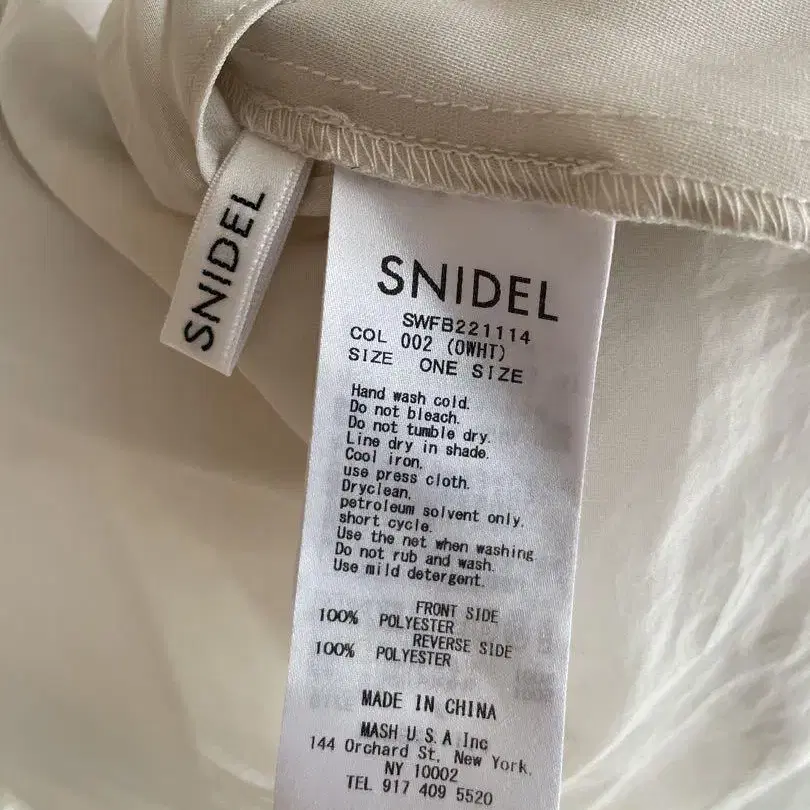 SNIDEL
SNIDEL
SWFB221114
COL 002 (OWHT)
SIZE ONE SIZE
Hand wash cold.
Do not bleach.
Do not tumble dry.
Line dry in shade.
Cool iron,
use press cloth.
Dryclean,
petroleum solvent only,
short cycle.
Use the net when washing
Do not rub and wash.
Use mild detergent.
FRONT SIDE
100% POLYESTER
REVERSE SIDE
100% POLYESTER
MADE IN CHINA
MASH U.S.A Inc
144 Orchard St, New York,
NY 10002
TEL 917 409 5520